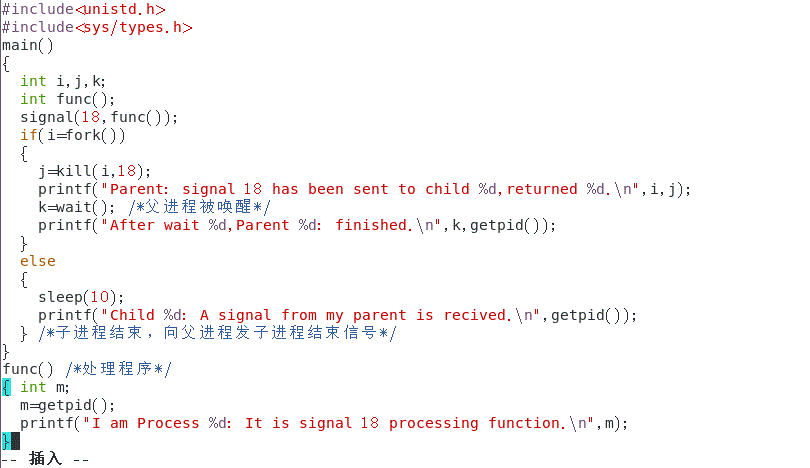 #include<unistd.h>
#include<sys/types.h>
main()
{
  int i,j,k;
  int func();
  signal(18,func());
  if(i=fork())
  {
    j=kill(i,18);
    printf("Parent: signal 18 has been sent to child %d,returned %d.\n",i,j);
    k=wait(); /*父进程被唤醒*/
    printf("After wait %d,Parent %d: finished.\n",k,getpid());
  }
  else
  {
    sleep(10);
    printf("Child %d: A signal from my parent is recived.\n",getpid());
  } /*子进程结束，向父进程发子进程结束信号*/
}
func() /*处理程序*/
{ int m;
  m=getpid();
  printf("I am Process %d: It is signal 18 processing function.\n",m);
}
-- 插入 --